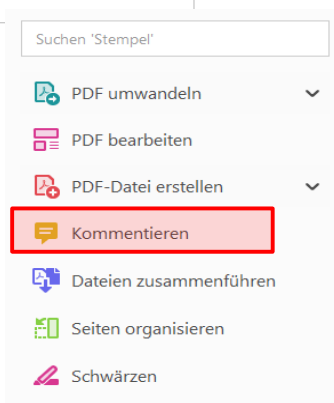 Suchen 'Stempel'
PDF umwandeln
PDF bearbeiten
PDF-Datei erstellen
Kommentieren
Dateien zusammenführen
Seiten organisieren
Schwärzen